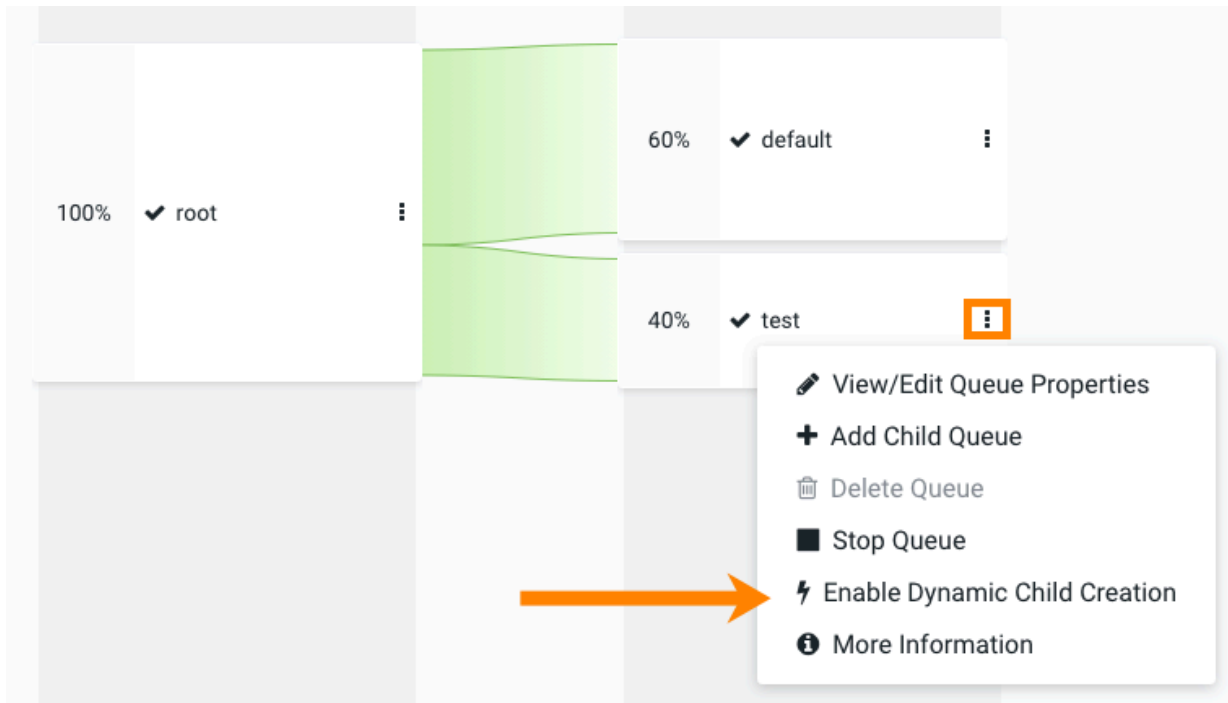 100%
root
60%
default
40%
test
View/Edit Queue Properties
Add Child Queue
Delete Queue
Stop Queue
Enable Dynamic Child Creation
More Information